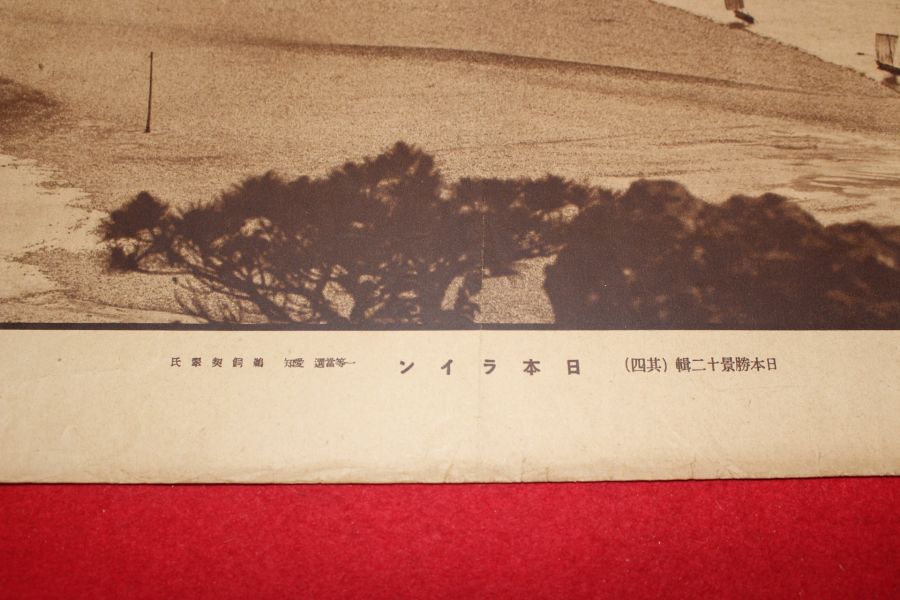 日本勝景十二輯（其四） 日本ライン 一等當選 愛知 鵜飼契翠氏